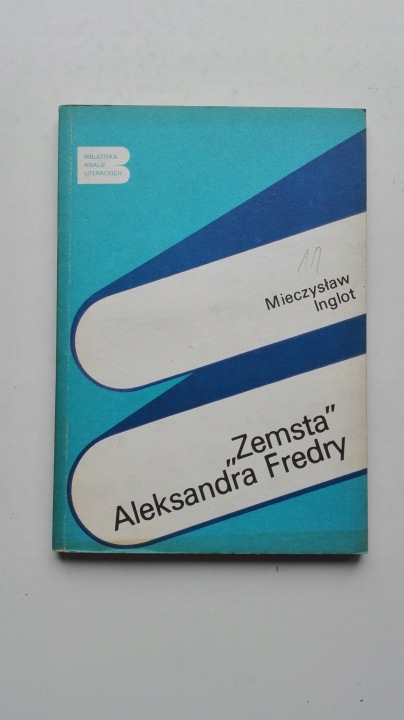 BIBLIOTEKA
ANALIZ
LITERACKICH
Mieczysław
Inglot
„Zemsta”
Aleksandra Fredry